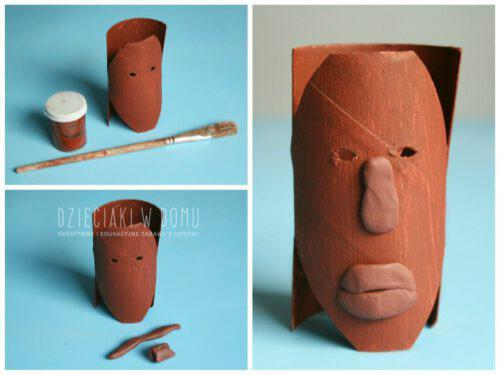 DZIECIAKI W DOMU
KREATYWNE I EDUKACYJNE ZABAWY Z DZIEĆMI